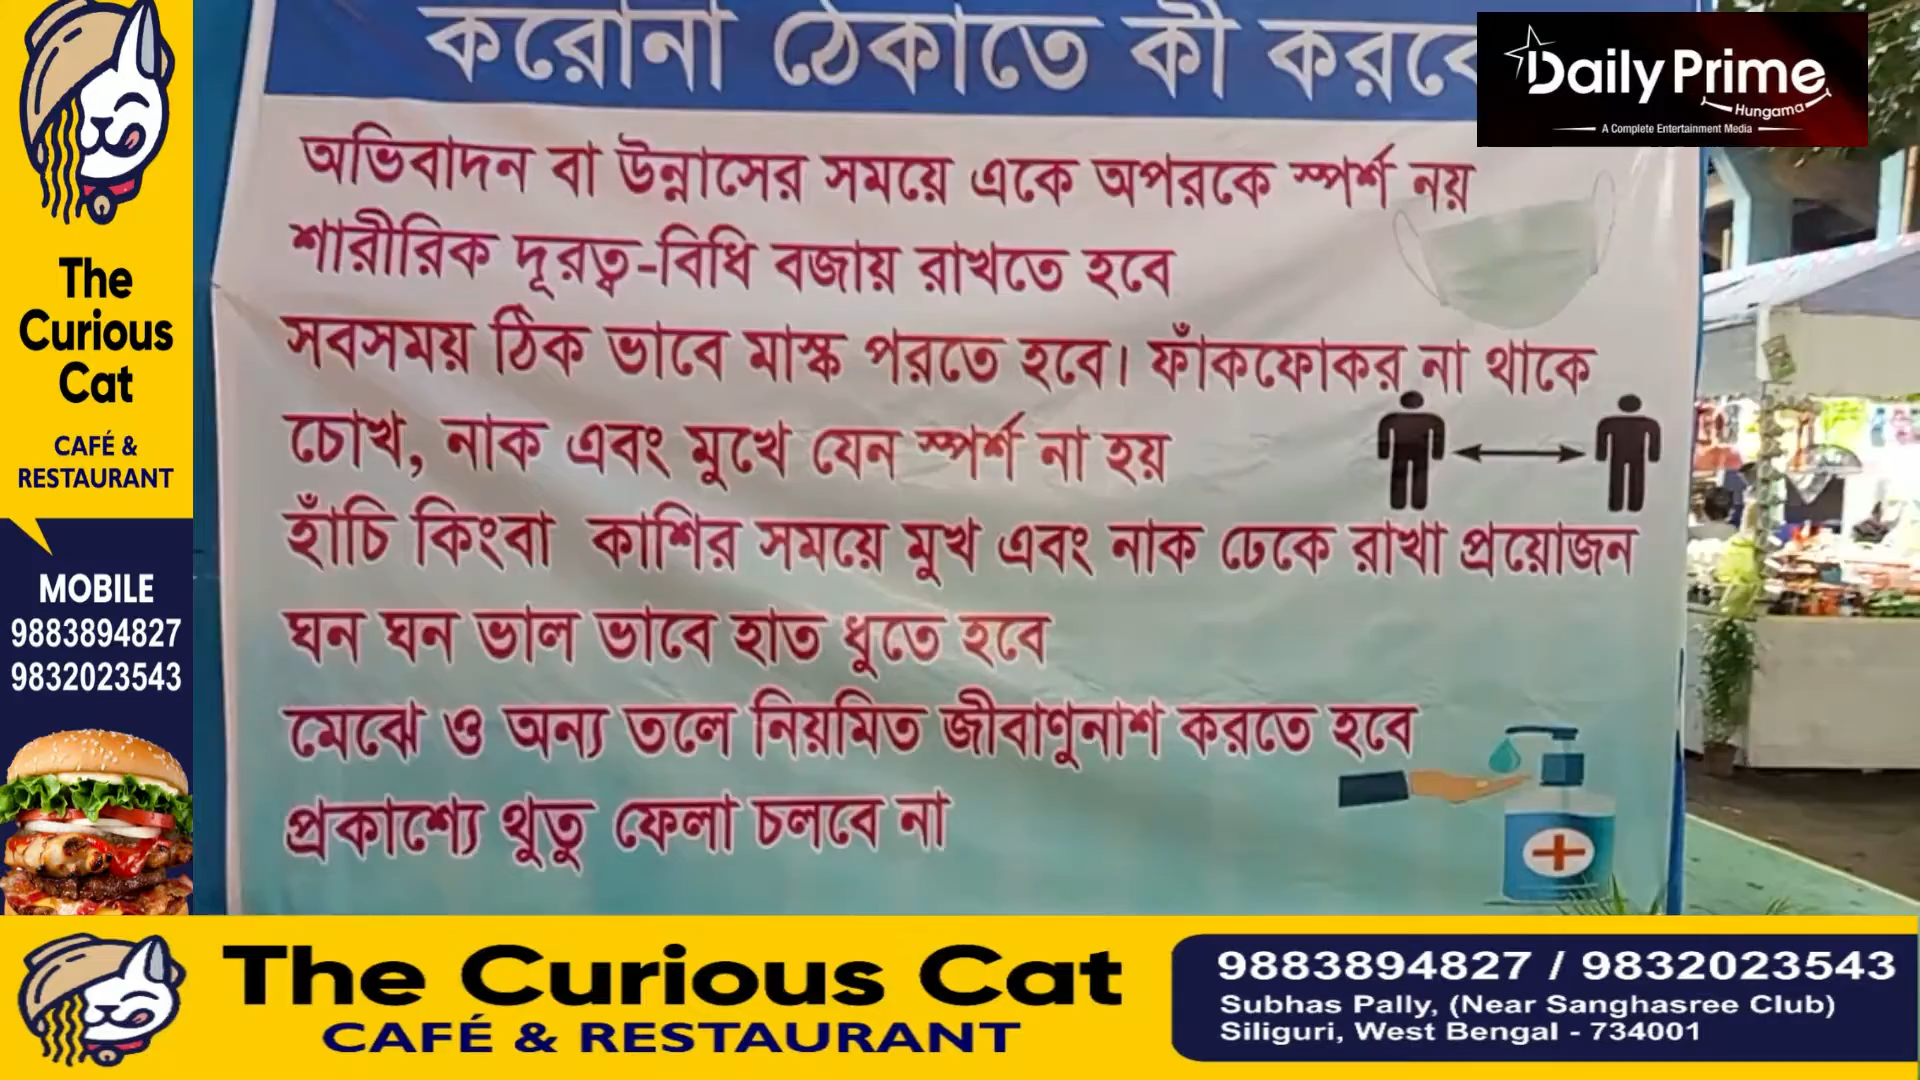 করোনা ঠেকাতে কী
অভিবাদন বা উন্নাসের সময়ে একে অপরকে স্পর্শ নয়
শারীরিক দূরত্ব-বিধি বজায় রাখতে হবে
সবসময় ঠিক ভাবে মাস্ক পরতে হবে। ফাঁকফোকর না থাকে
চোখ, নাক এবং মুখে যেন স্পর্শ না হয়
হাঁচি কিংবা কাশির সময়ে মুখ এবং নাক ঢেকে রাখা প্রয়োজন
ঘন ঘন ভাল ভাবে হাত ধুতে হবে
মেঝে ও অন্য তলে নিয়মিত জীবাণুনাশ করতে হবে
প্রকাশ্যে থুতু ফেলা চলবে না
Daily Prime
Hungama
A Complete Entertainment Media
The
Curious
Cat
CAFÉ &
RESTAURANT
MOBILE
9883894827
9832023543
The Curious Cat
CAFÉ & RESTAURANT
9883894827 / 9832023543
Subhas Pally, (Near Sanghasree Club)
Siliguri, West Bengal - 734001